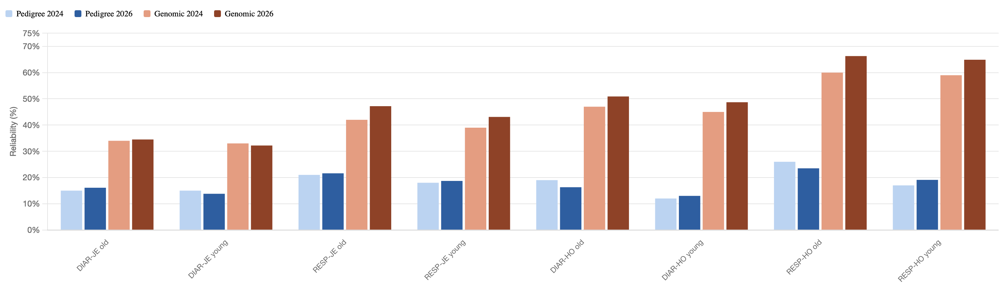 Pedigree 2024 Pedigree 2026 Genomic 2024 Genomic 2026
75%
70%
60%
50%
40%
30%
20%
10%
0%
Reliability (%)
DIAR-JE old
DIAR-JE young
RESP-JE old
RESP-JE young
DIAR-HO old
DIAR-HO young
RESP-HO old
RESP-HO young